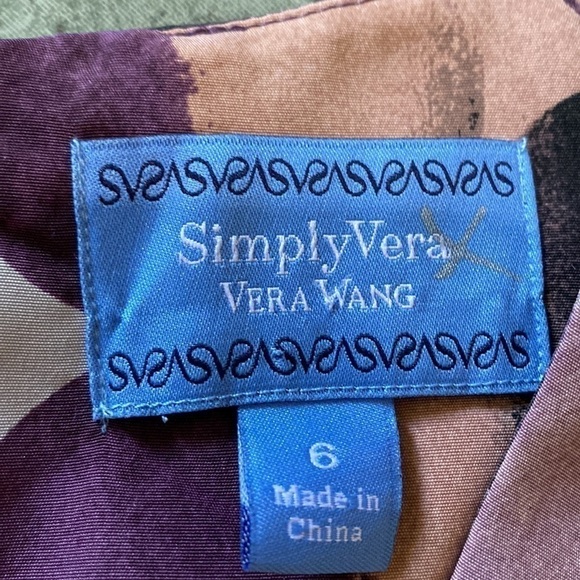 SimplyVera
VERA WANG
6
Made in
China